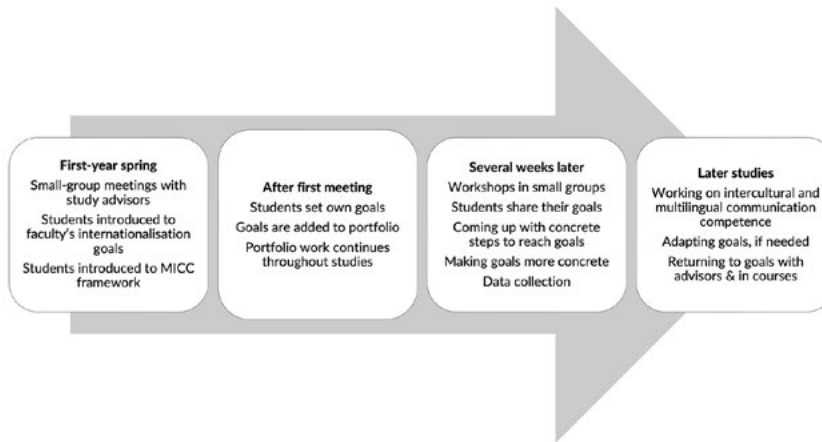 First-year spring
Small-group meetings with
study advisors
Students introduced to
faculty's internationalisation
goals
Students introduced to MICC
framework
After first meeting
Students set own goals
Goals are added to portfolio
Portfolio work continues
throughout studies
Several weeks later
Workshops in small groups
Students share their goals
Coming up with concrete
steps to reach goals
Making goals more concrete
Data collection
Later studies
Working on intercultural and
multilingual communication
competence
Adapting goals, if needed
Returning to goals with
advisors & in courses